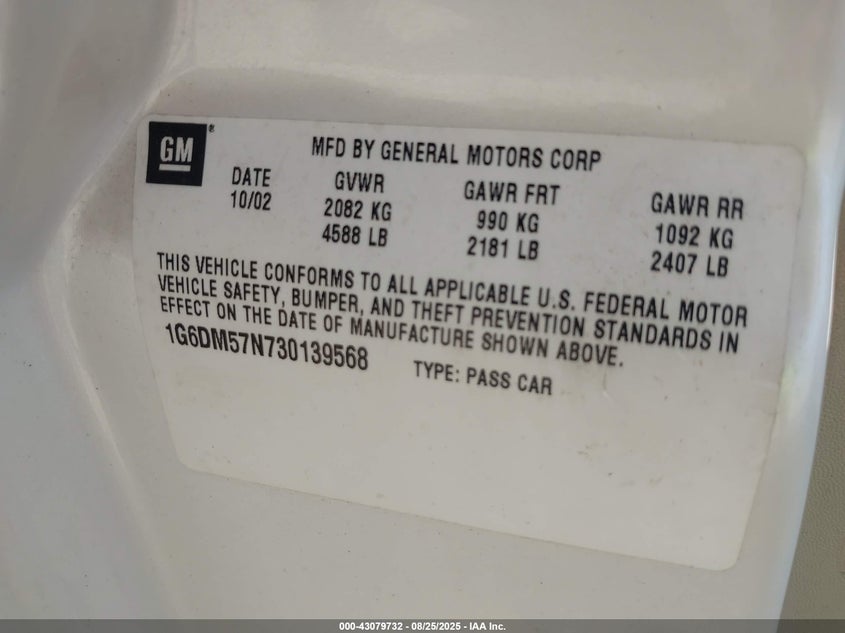 GM®
MFD BY GENERAL MOTORS CORP
DATE GVWR GAWR FRT GAWR RR
10/02 2082 KG 990 KG 1092 KG
4588 LB 2181 LB 2407 LB
THIS VEHICLE CONFORMS TO ALL APPLICABLE U.S. FEDERAL MOTOR
VEHICLE SAFETY, BUMPER, AND THEFT PREVENTION STANDARDS IN
EFFECT ON THE DATE OF MANUFACTURE SHOWN ABOVE.
1G6DM57N730139568 TYPE: PASS CAR
000-43079732 - 08/25/2025 - IAA Inc.